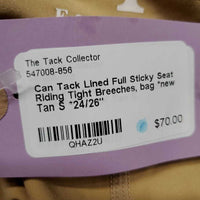 The Tack Collector
547008-856
Can Tack Lined Full Sticky Seat
Riding Tight Breeches, bag *new
Tan S *24/26"
$70.00
QHAZ2U